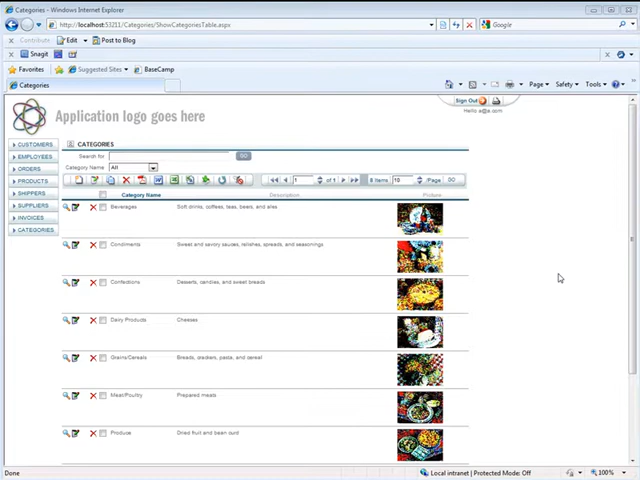 Categories - Windows Internet Explorer
http://localhost:53211/Categories/ShowCategoriesTable.aspx
Google
Contribute Edit Post to Blog
Snagit
Favorites Suggested Sites BaseCamp
Categories
Page Safety Tools
Sign Out
Hello a@a.com
Application logo goes here
CUSTOMERS
EMPLOYEES
ORDERS
PRODUCTS
SHIPPERS
SUPPLIERS
INVOICES
CATEGORIES
CATEGORIES
Search for GO
Category Name All
1 of 1 8 Items 10 /Page GO
Category Name Description Picture
Beverages Soft drinks, coffees, teas, beers, and ales
Condiments Sweet and savory sauces, relishes, spreads, and seasonings
Confections Desserts, candies, and sweet breads
Dairy Products Cheeses
Grains/Cereals Breads, crackers, pasta, and cereal
Meat/Poultry Prepared meats
Produce Dried fruit and bean curd
Done Local intranet | Protected Mode: Off 100%